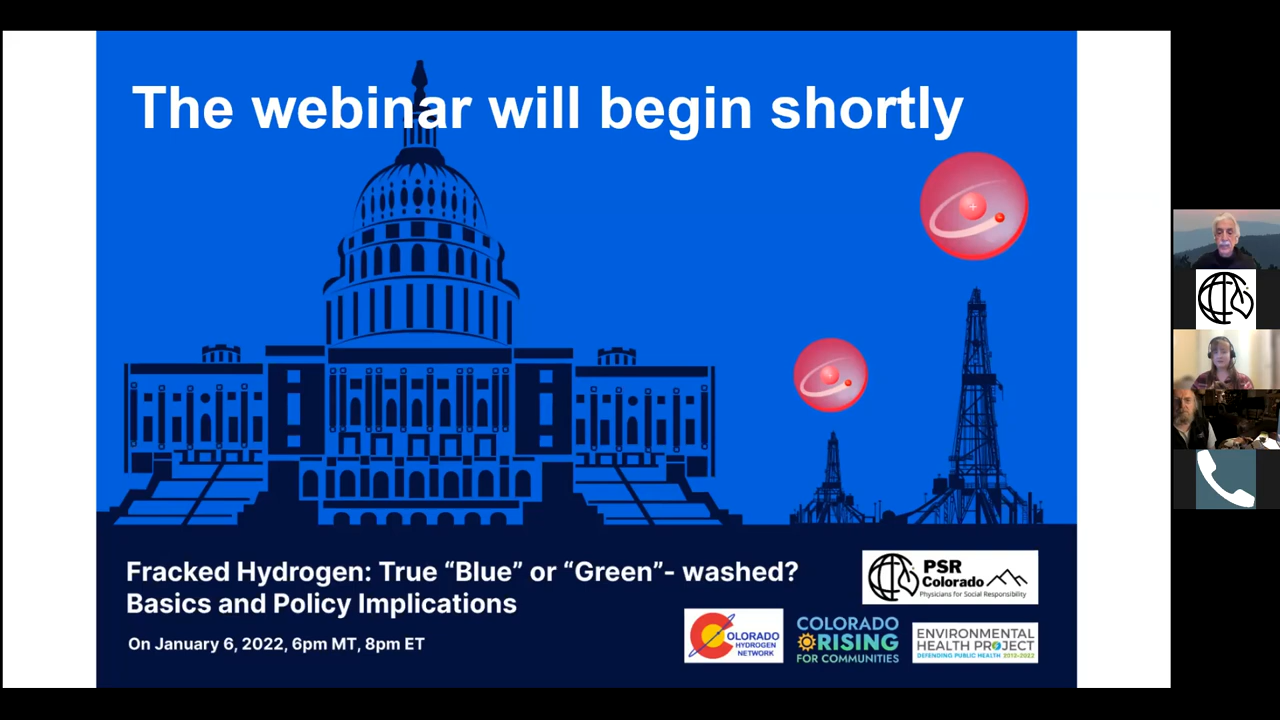 The webinar will begin shortly
Fracked Hydrogen: True “Blue” or “Green”- washed?
Basics and Policy Implications
On January 6, 2022, 6pm MT, 8pm ET
PSR
Colorado
Physicians for Social Responsibility
COLORADO
HYDROGEN
NETWORK
COLORADO
RISING
FOR COMMUNITIES
ENVIRONMENTAL
HEALTH PROJECT
DEFENDING PUBLIC HEALTH 2012-2022